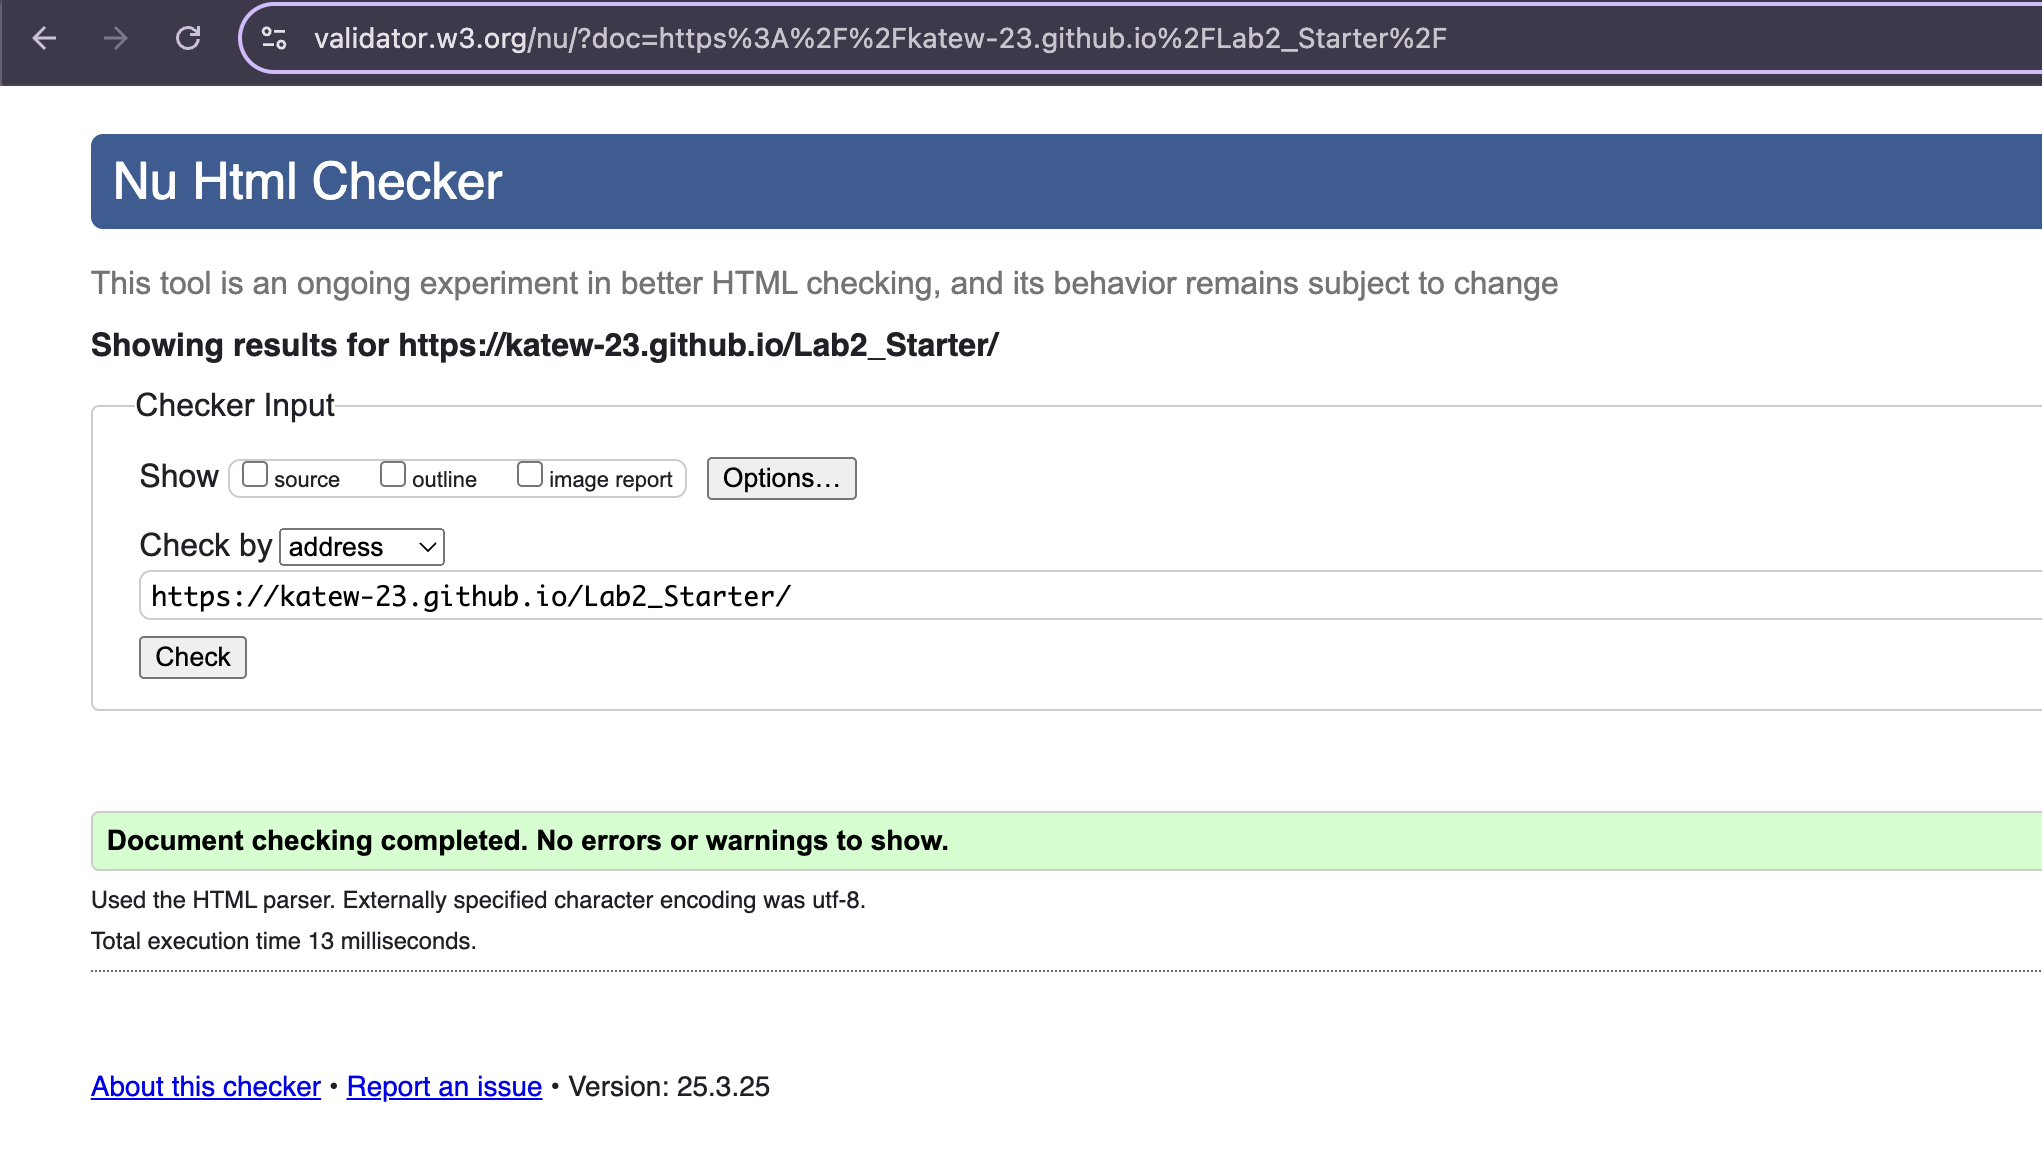 validator.w3.org/nu/?doc=https%3A%2F%2Fkatew-23.github.io%2FLab2_Starter%2F
Nu Html Checker
This tool is an ongoing experiment in better HTML checking, and its behavior remains subject to change
Showing results for https://katew-23.github.io/Lab2_Starter/
Checker Input
Show source outline image report Options…
Check by address
https://katew-23.github.io/Lab2_Starter/
Check
Document checking completed. No errors or warnings to show.
Used the HTML parser. Externally specified character encoding was utf-8.
Total execution time 13 milliseconds.
About this checker • Report an issue • Version: 25.3.25